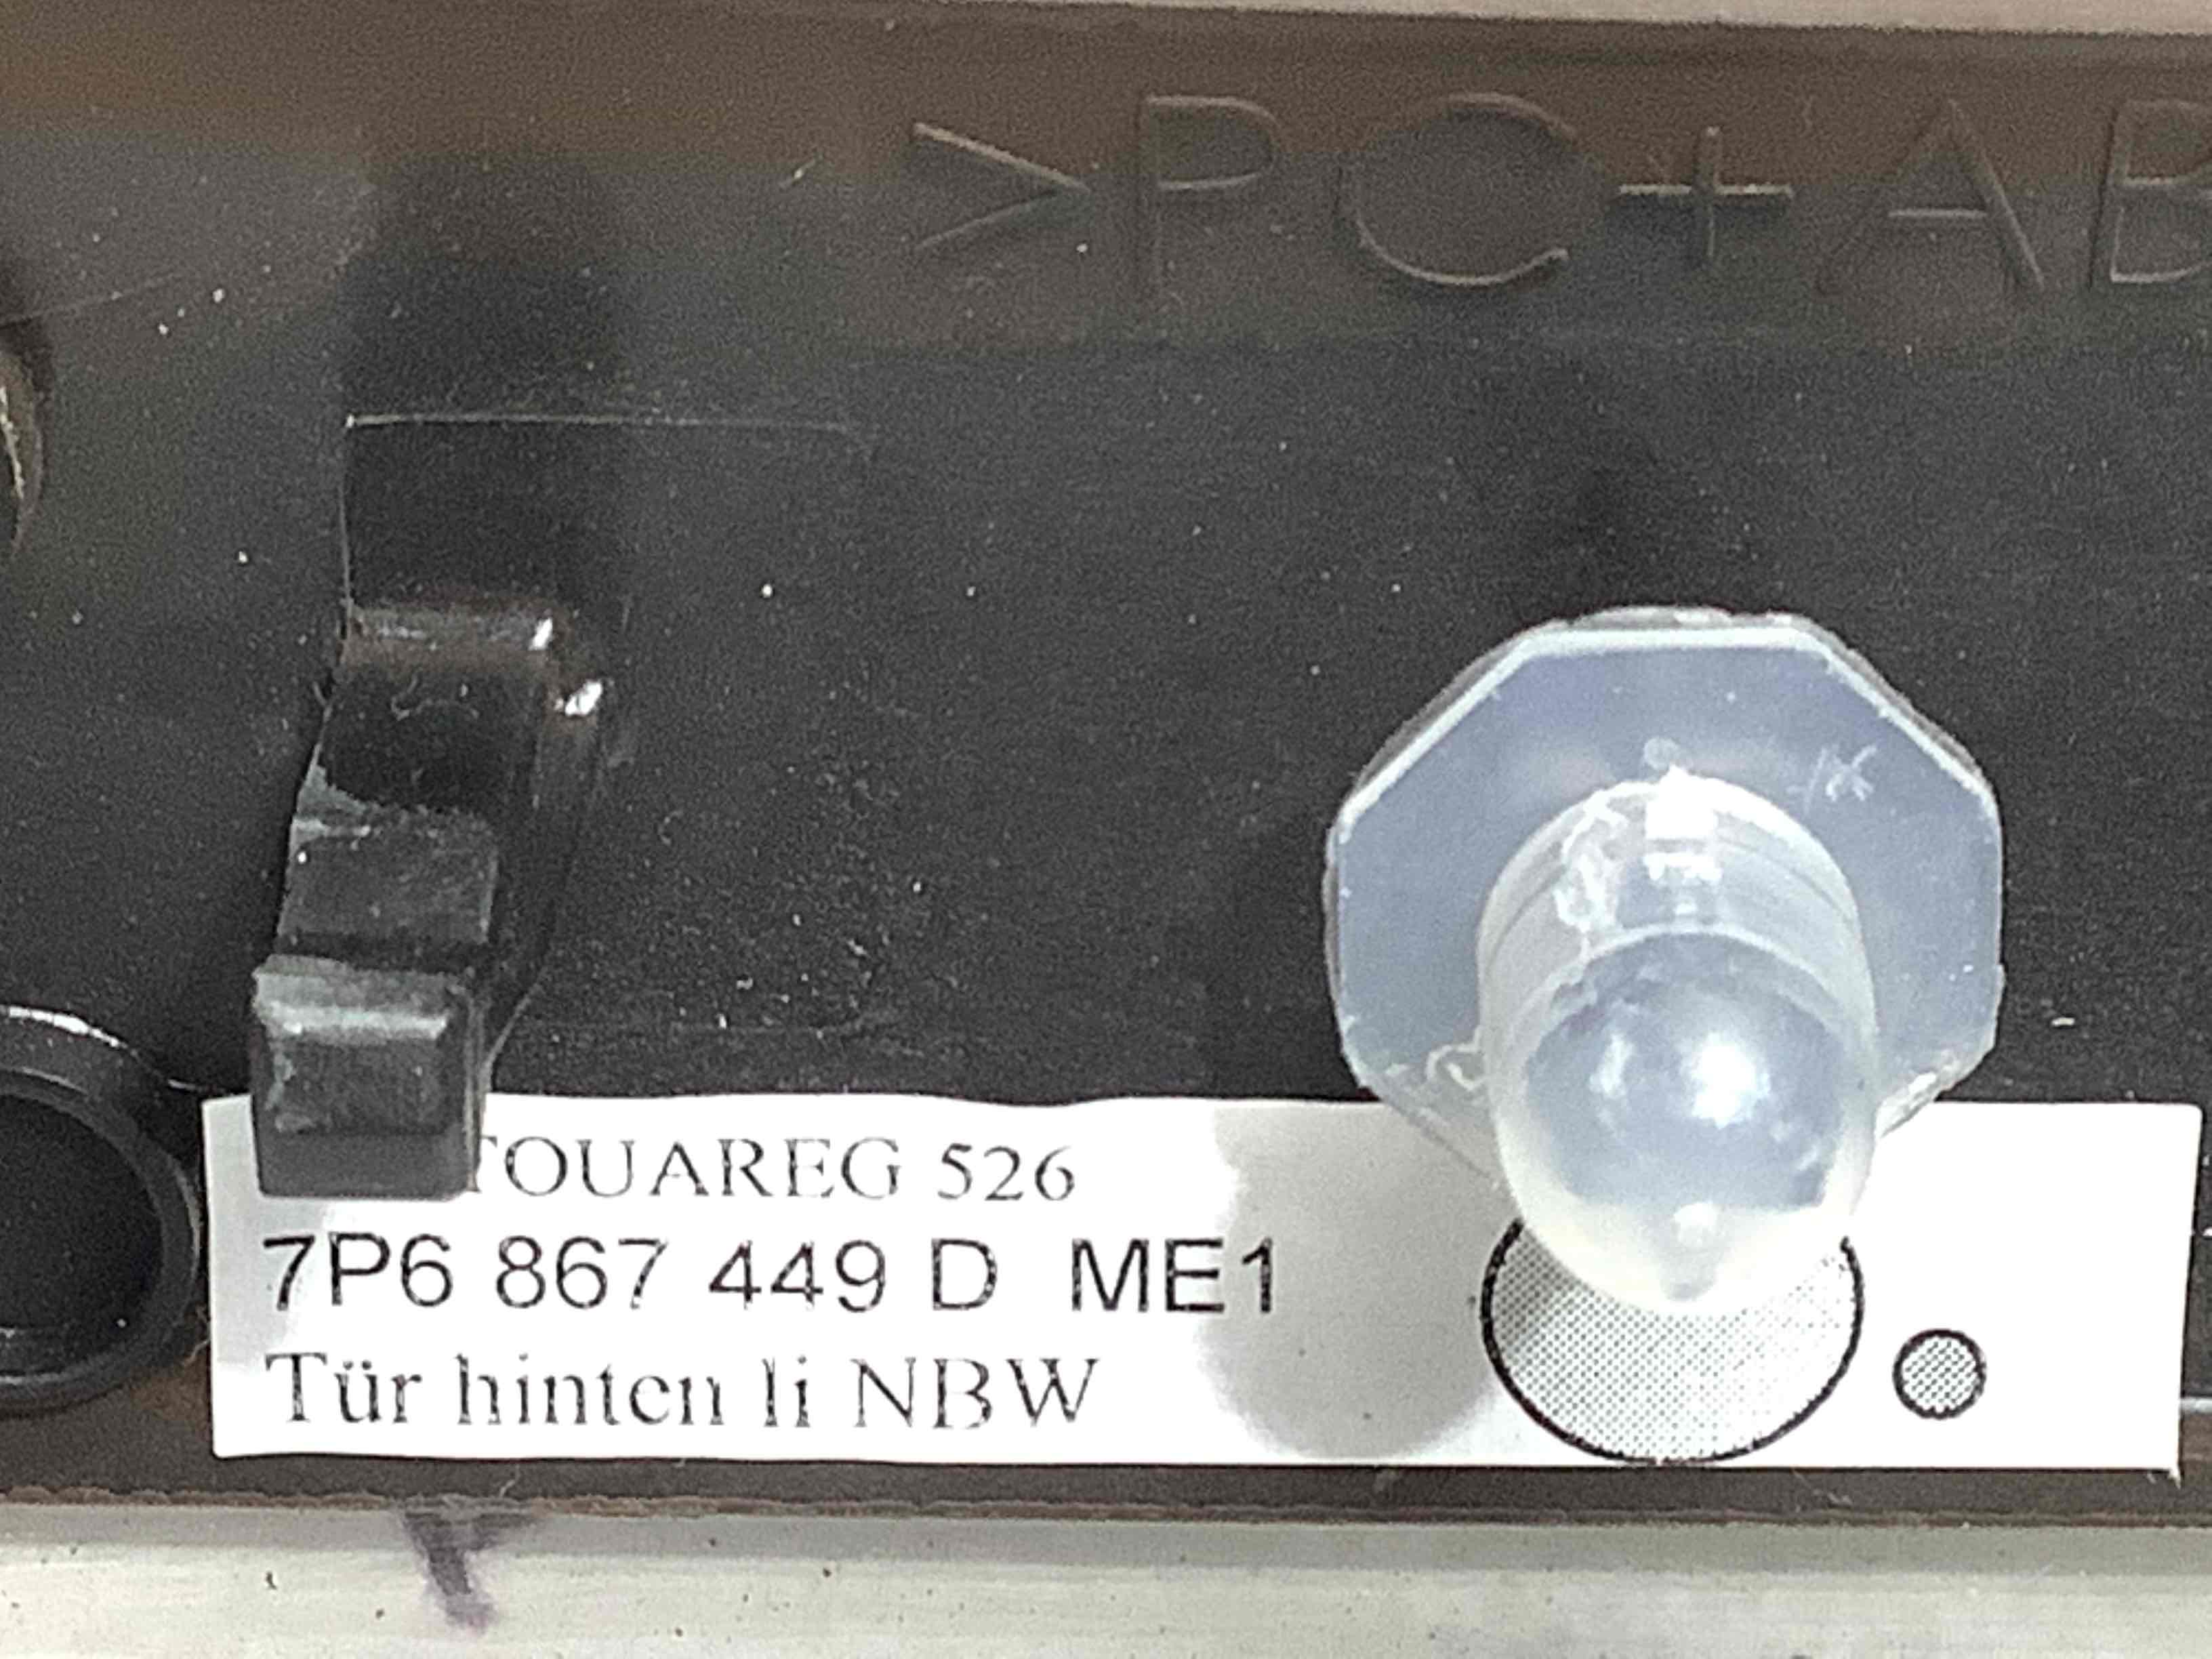 >PC+AB
TOUAREG 526
7P6 867 449 D ME1
Tür hinten li NBW